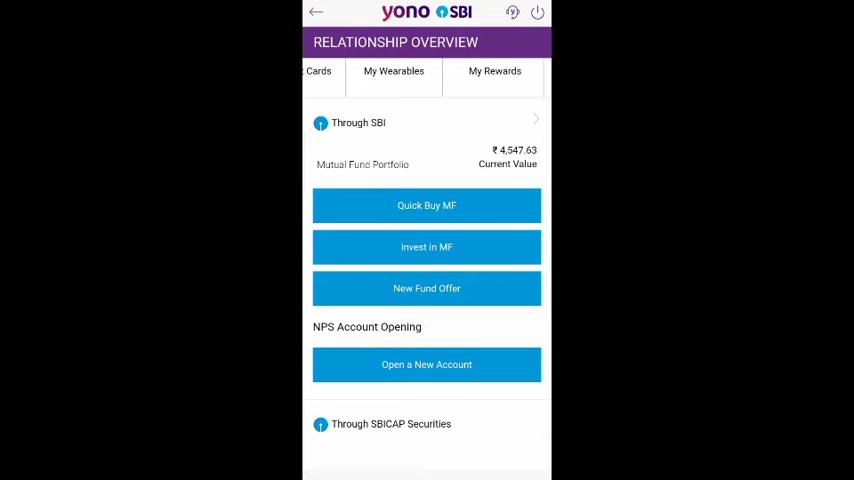 yono SBI
RELATIONSHIP OVERVIEW
Cards My Wearables My Rewards
Through SBI
₹ 4,547.63
Mutual Fund Portfolio Current Value
Quick Buy MF
Invest in MF
New Fund Offer
NPS Account Opening
Open a New Account
Through SBICAP Securities